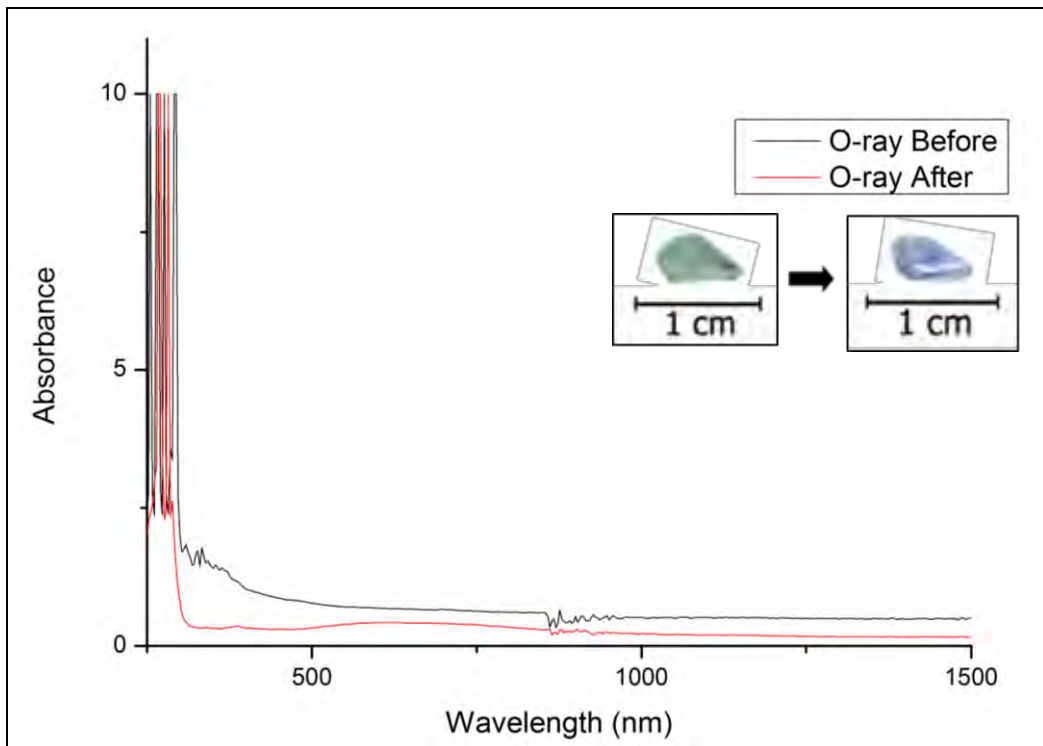 10
5
0
Absorbance
500
1000
1500
Wavelength (nm)
O-ray Before
O-ray After
1 cm
1 cm